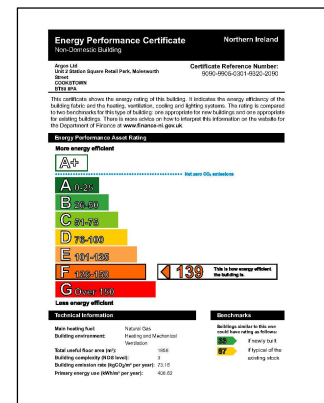 Energy Performance Certificate
Northern Ireland
Non-Domestic Building
Argos Ltd
Unit 2 Station Square Retail Park, Molesworth
Street
COOKSTOWN
BT80 8PA
Certificate Reference Number:
9090-9906-0301-9320-2090
This certificate shows the energy rating of this building. It indicates the energy efficiency of the
building fabric and the heating, ventilation, cooling and lighting systems. The rating is compared
to two benchmarks for this type of building: one appropriate for new buildings and one appropriate
for existing buildings. There is more advice on how to interpret this information on the website for
the Department of Finance at www.finance-ni.gov.uk.
Energy Performance Asset Rating
More energy efficient
A+
Net zero CO₂ emissions
A 0-25
B 26-50
C 51-75
D 76-100
E 101-125
F 126-150
139
This is how energy efficient
the building is.
G Over 150
Less energy efficient
Technical Information
Main heating fuel: Natural Gas
Building environment: Heating and Mechanical
Ventilation
Total useful floor area (m²):
Building complexity (NOS level): 3
Building emission rate (kgCO₂/m² per year): 73.15
Primary energy use (kWh/m² per year):
Benchmarks
Buildings similar to this one
could have rating as follows:
If newly built
If typical of the
existing stock